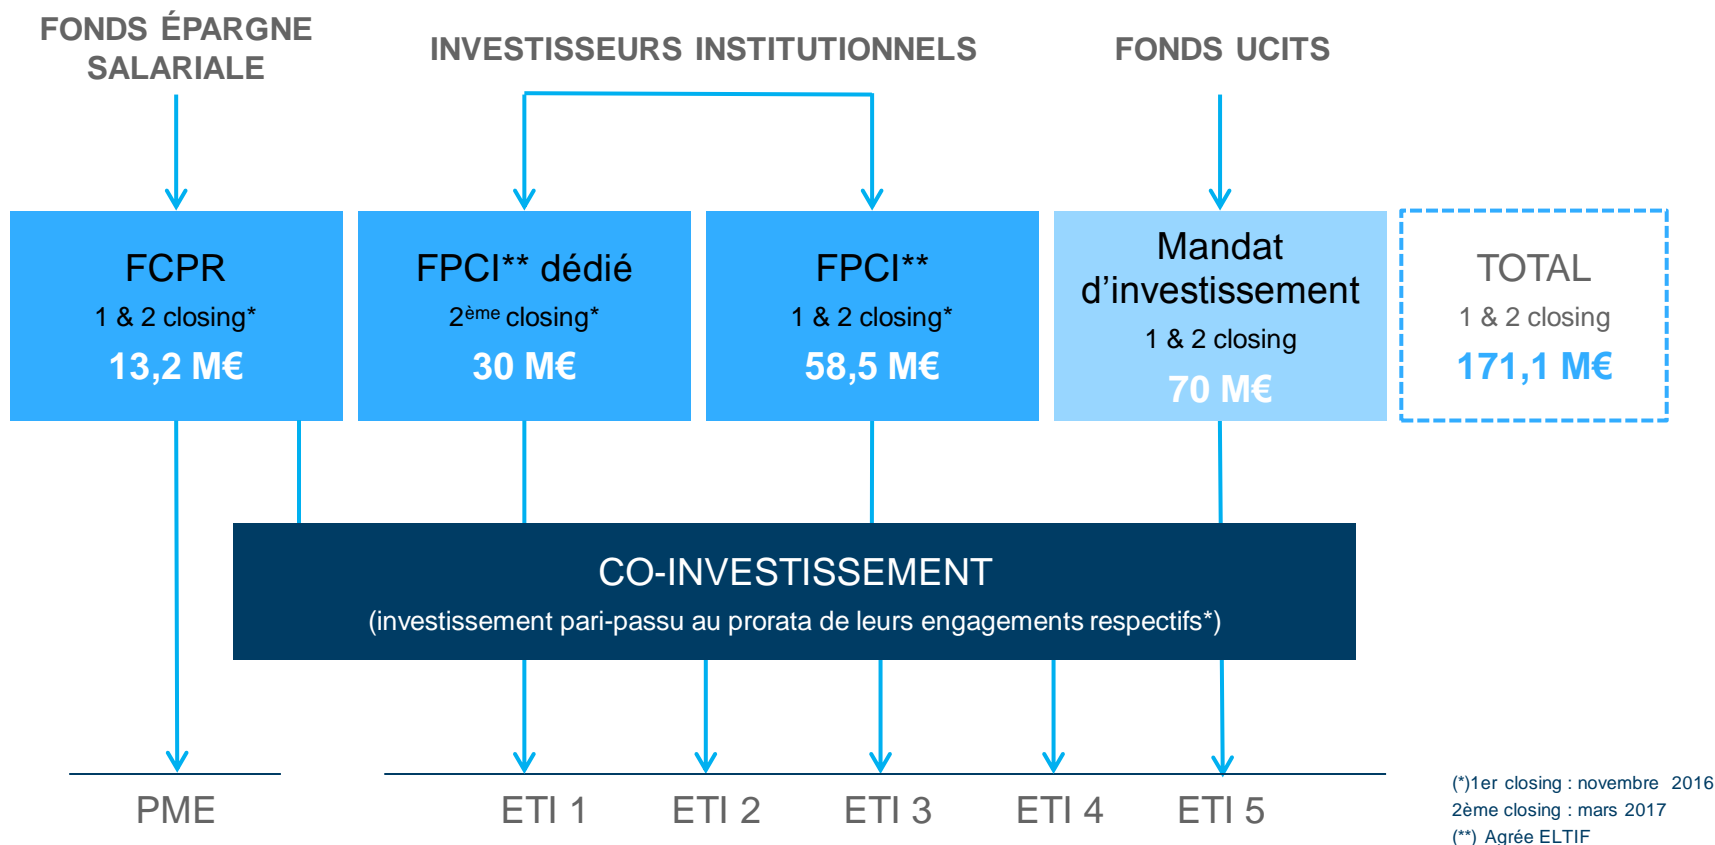 FONDS ÉPARGNE
SALARIALE
INVESTISSEURS INSTITUTIONNELS
FONDS UCITS
FCPR
1 & 2 closing*
13,2 M€
FPCI** dédié
2ème closing*
30 M€
FPCI**
1 & 2 closing*
58,5 M€
Mandat
d’investissement
1 & 2 closing
70 M€
TOTAL
1 & 2 closing
171,1 M€
CO-INVESTISSEMENT
(investissement pari-passu au prorata de leurs engagements respectifs*)
PME
ETI 1
ETI 2
ETI 3
ETI 4
ETI 5
(*)1er closing : novembre 2016
2ème closing : mars 2017
(**) Agrée ELTIF